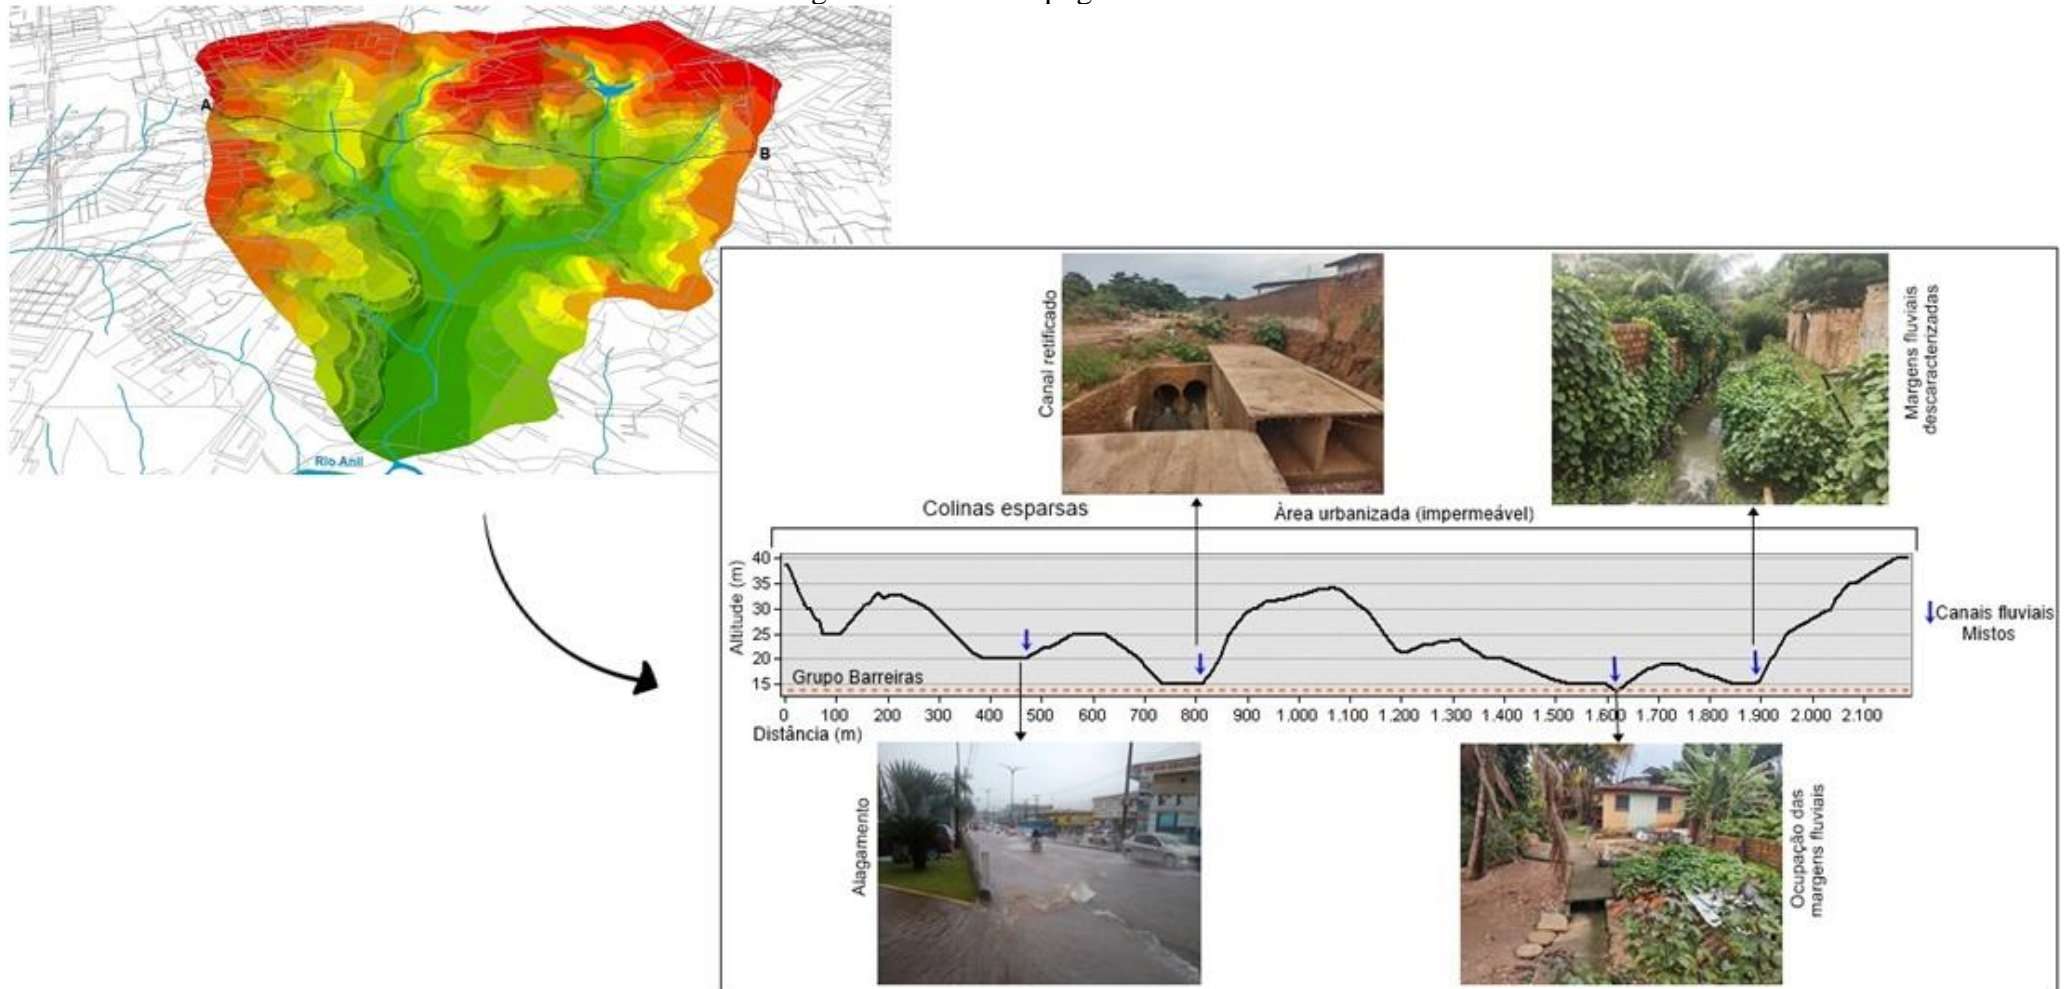 A
B
Rio Anil
Canal retificado
Margens fluviais
descaracterizadas
Colinas esparsas
Àrea urbanizada (impermeável)
Altitude (m)
40
35
30
25
20
15
Grupo Barreiras
Canais fluviais
Mistos
0 100 200 300 400 500 600 700 800 900 1.000 1.100 1.200 1.300 1.400 1.500 1.600 1.700 1.800 1.900 2.000 2.100
Distância (m)
Alagamento
Ocupação das
margens fluviais